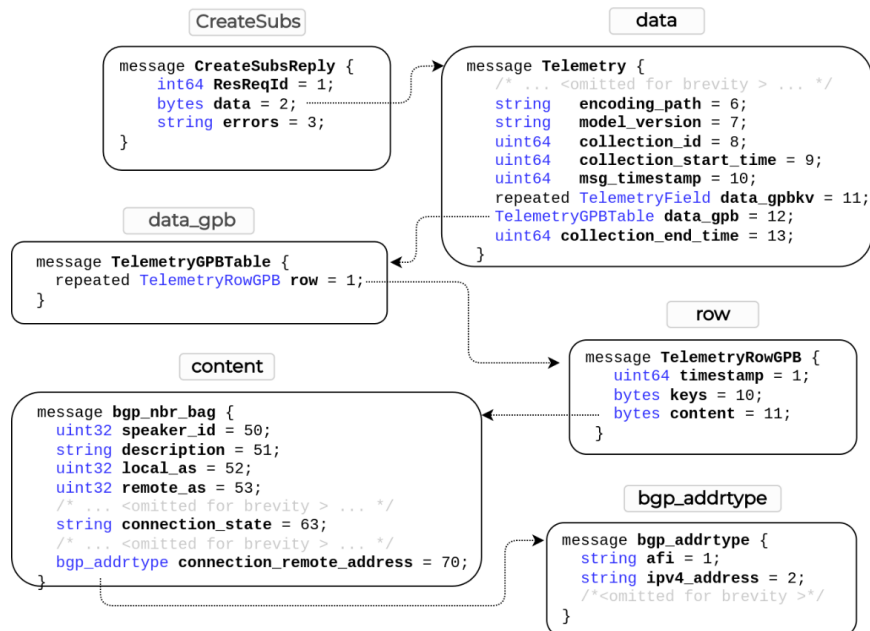 CreateSubs
message CreateSubsReply {
int64 ResReqId = 1;
bytes data = 2;
string errors = 3;
}
data
message Telemetry {
/* ... <omitted for brevity > ... */
string encoding_path = 6;
string model_version = 7;
uint64 collection_id = 8;
uint64 collection_start_time = 9;
uint64 msg_timestamp = 10;
repeated TelemetryField data_gpbkv = 11;
TelemetryGPBTable data_gpb = 12;
uint64 collection_end_time = 13;
}
data_gpb
message TelemetryGPBTable {
repeated TelemetryRowGPB row = 1;
}
row
message TelemetryRowGPB {
uint64 timestamp = 1;
bytes keys = 10;
bytes content = 11;
}
content
message bgp_nbr_bag {
uint32 speaker_id = 50;
string description = 51;
uint32 local_as = 52;
uint32 remote_as = 53;
/* ... <omitted for brevity > ... */
string connection_state = 63;
/* ... <omitted for brevity > ... */
bgp_addrtype connection_remote_address = 70;
}
bgp_addrtype
message bgp_addrtype {
string afi = 1;
string ipv4_address = 2;
/*<omitted for brevity >*/
}